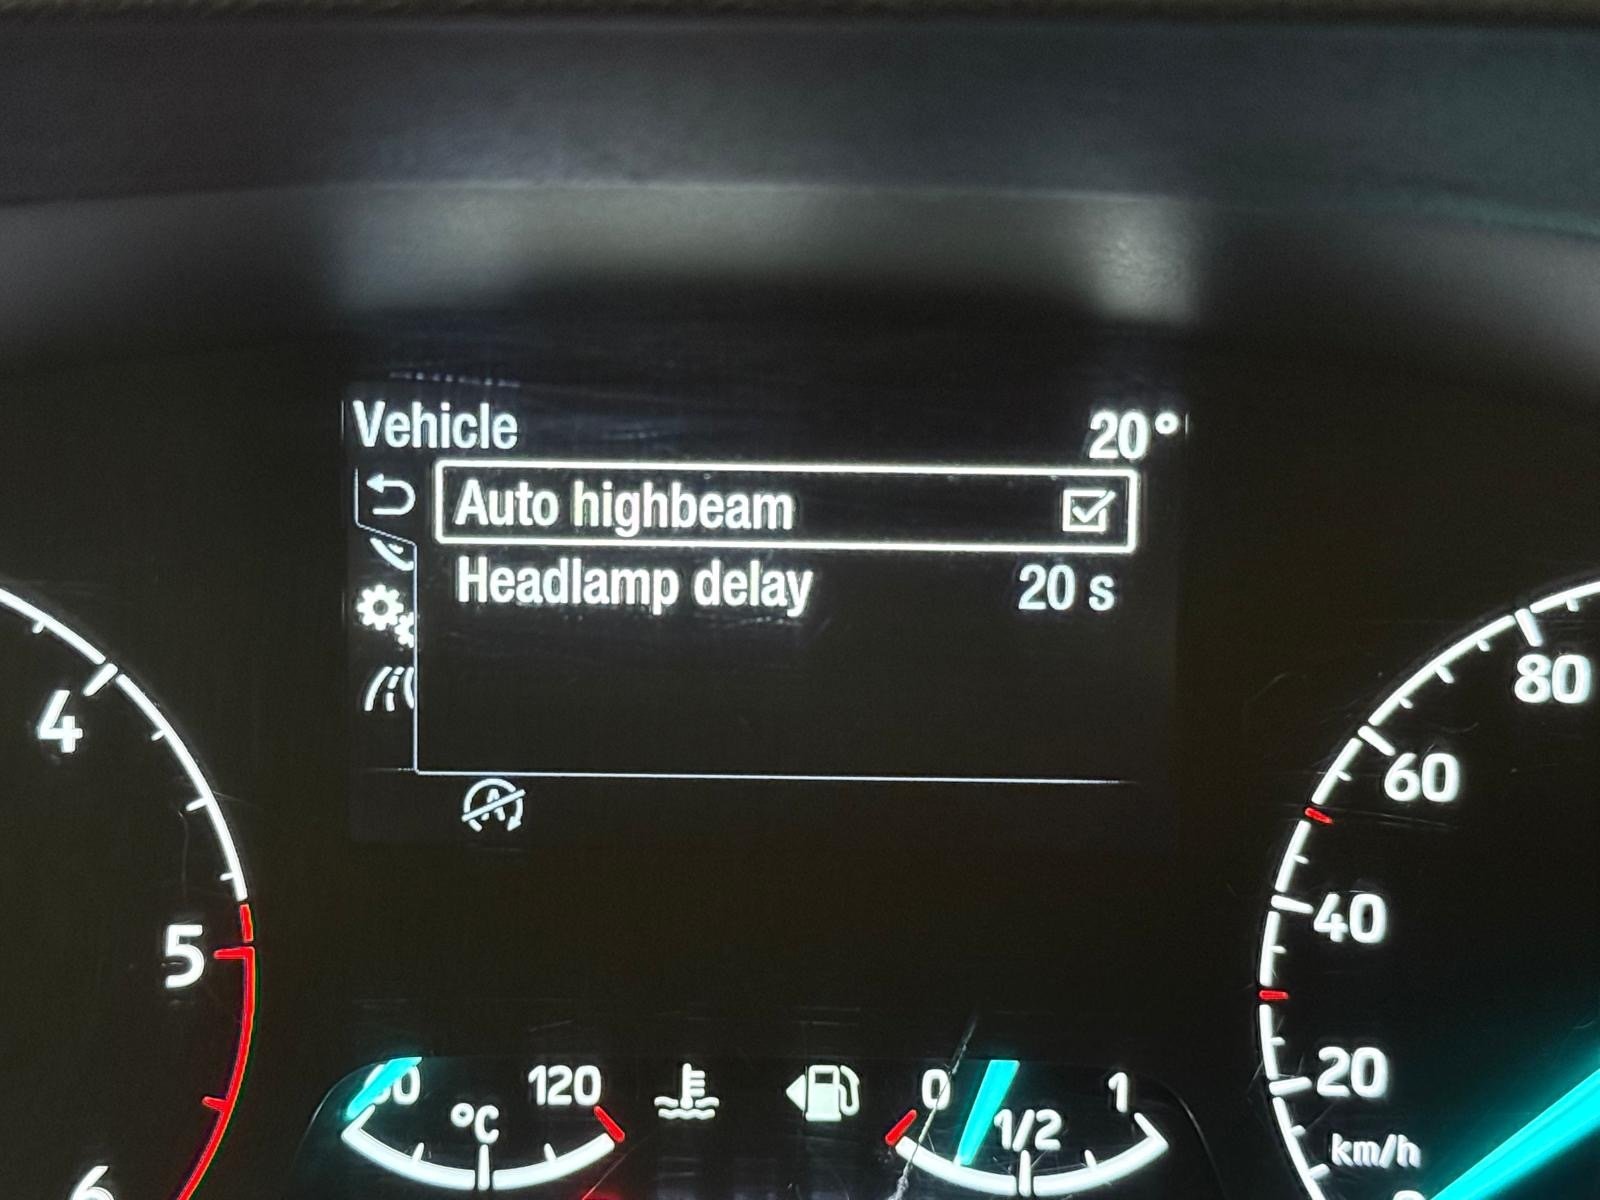 Vehicle 20°
Auto highbeam
Headlamp delay 20 s
A
4
5
6
80
60
40
20
km/h
120
°C
0
1/2
1